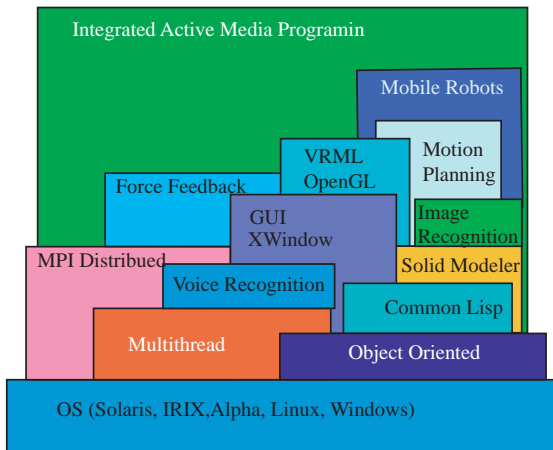 Integrated Active Media Programin
Mobile Robots
VRML
OpenGL
Motion
Planning
Force Feedback
GUI
XWindow
Image
Recognition
MPI Distribued
Solid Modeler
Voice Recognition
Common Lisp
Multithread
Object Oriented
OS (Solaris, IRIX,Alpha, Linux, Windows)